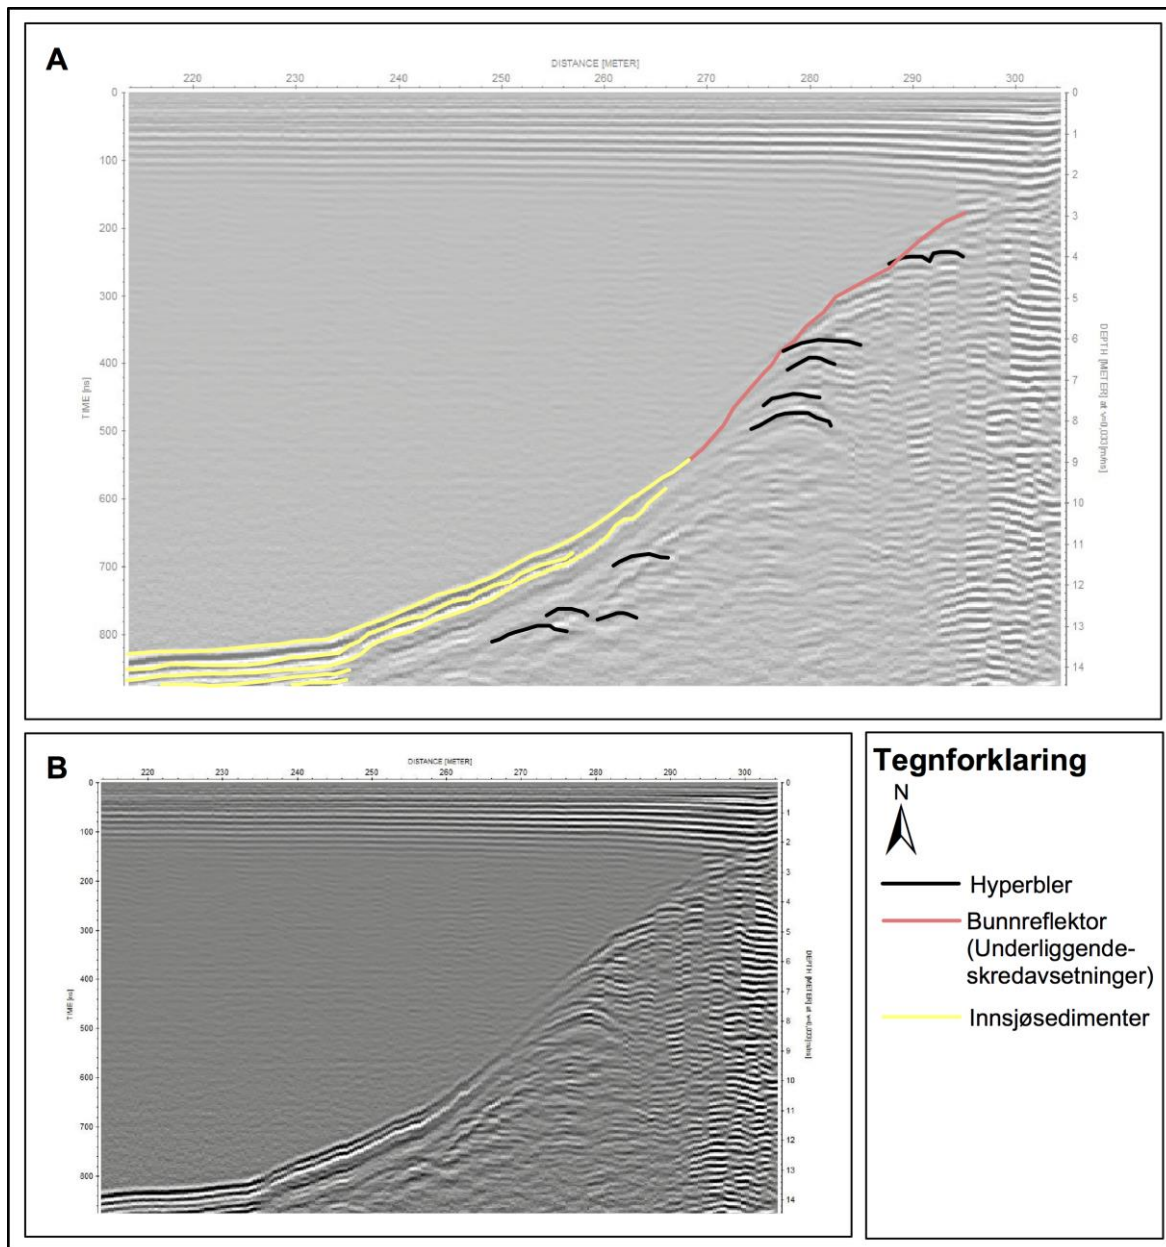 A
DISTANCE [METER]
220 230 240 250 260 270 280 290 300
0 0
1
100
2
200
3
4
300
5
6
400
7
500
8
9
600
10
700
11
12
800
13
14
TIME [ns]
DEPTH [METER] at v=0,033[m/ns]
B
DISTANCE [METER]
220 230 240 250 260 270 280 290 300
0 0
1
100
2
200
3
4
300
5
6
400
7
500
8
9
600
10
700
11
12
800
13
14
TIME [ns]
DEPTH [METER] at v=0,033[m/ns]
Tegnforklaring
N
Hyperbler
Bunnreflektor
(Underliggende-
skredavsetninger)
Innsjøsedimenter